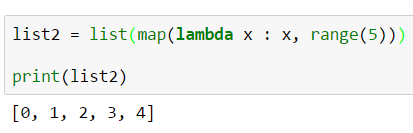 list2 = list(map(lambda x : x, range(5)))
print(list2)
[0, 1, 2, 3, 4]